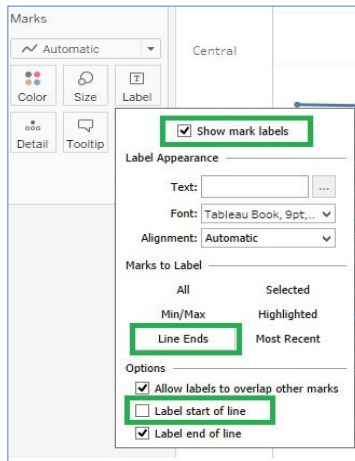 Marks
Automatic
Central
Color Size Label
Detail Tooltip
Show mark labels
Label Appearance
Text: ...
Font: Tableau Book, 9pt,...
Alignment: Automatic
Marks to Label
All Selected
Min/Max Highlighted
Line Ends Most Recent
Options
Allow labels to overlap other marks
Label start of line
Label end of line